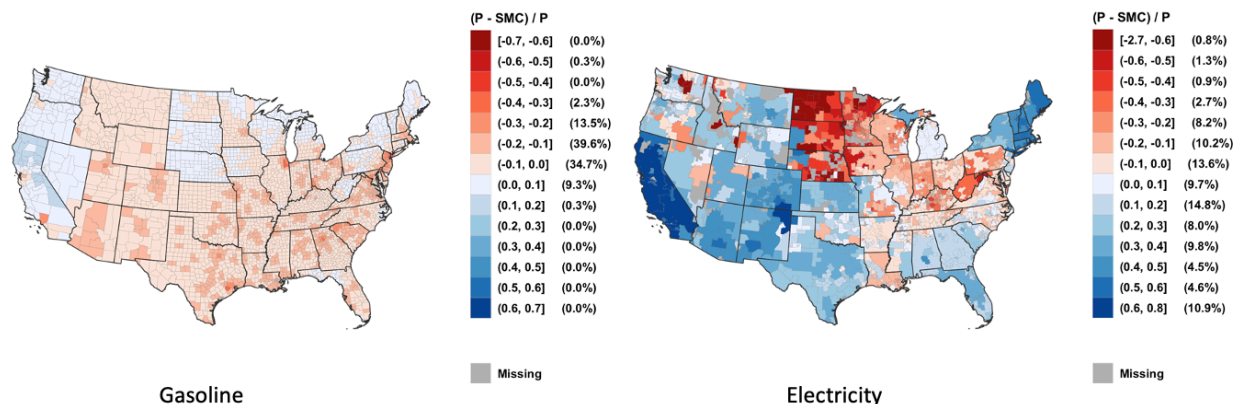 (P - SMC) / P
[-0.7, -0.6] (0.0%)
(-0.6, -0.5] (0.3%)
(-0.5, -0.4] (0.0%)
(-0.4, -0.3] (2.3%)
(-0.3, -0.2] (13.5%)
(-0.2, -0.1] (39.6%)
(-0.1, 0.0] (34.7%)
(0.0, 0.1] (9.3%)
(0.1, 0.2] (0.3%)
(0.2, 0.3] (0.0%)
(0.3, 0.4] (0.0%)
(0.4, 0.5] (0.0%)
(0.5, 0.6] (0.0%)
(0.6, 0.7] (0.0%)
Missing
Gasoline
(P - SMC) / P
[-2.7, -0.6] (0.8%)
(-0.6, -0.5] (1.3%)
(-0.5, -0.4] (0.9%)
(-0.4, -0.3] (2.7%)
(-0.3, -0.2] (8.2%)
(-0.2, -0.1] (10.2%)
(-0.1, 0.0] (13.6%)
(0.0, 0.1] (9.7%)
(0.1, 0.2] (14.8%)
(0.2, 0.3] (8.0%)
(0.3, 0.4] (9.8%)
(0.4, 0.5] (4.5%)
(0.5, 0.6] (4.6%)
(0.6, 0.8] (10.9%)
Missing
Electricity